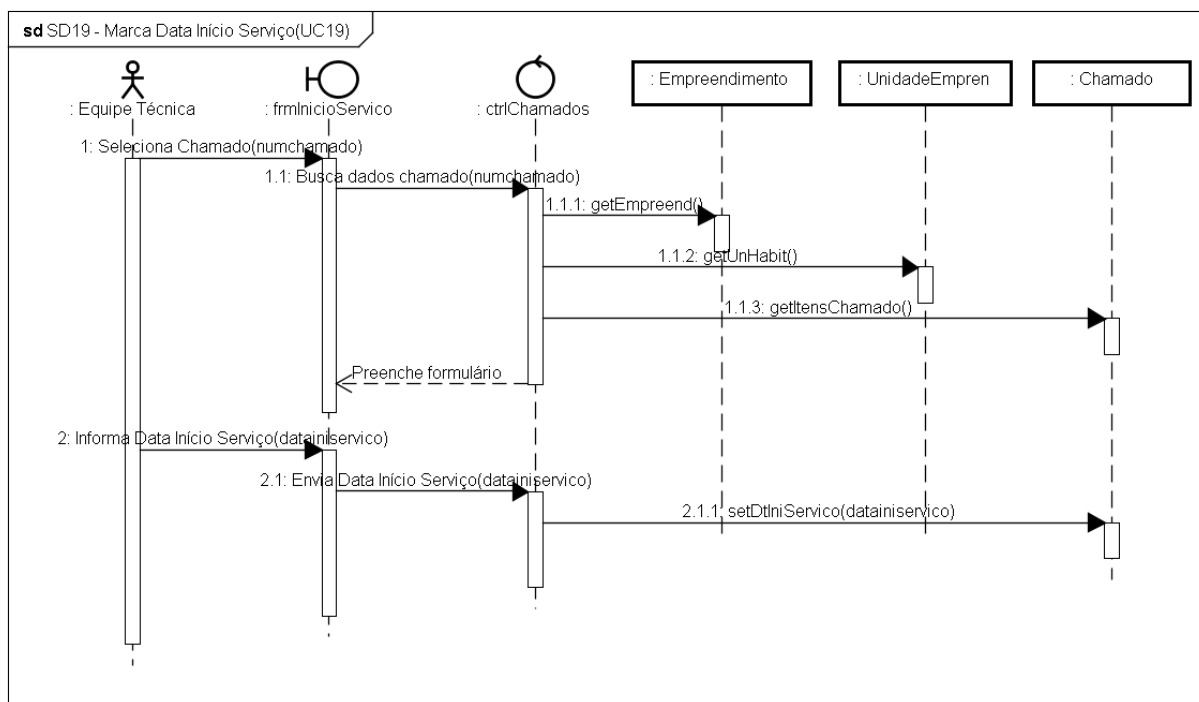 sd SD19 - Marca Data Início Serviço(UC19)
: Equipe Técnica
: frmInicioServico
: ctrlChamados
: Empreendimento
: UnidadeEmpren
: Chamado
1: Seleciona Chamado(numchamado)
1.1: Busca dados chamado(numchamado)
1.1.1: getEmpreend()
1.1.2: getUnHabit()
1.1.3: getItensChamado()
Preenche formulário
2: Informa Data Início Serviço(datainiservico)
2.1: Envia Data Início Serviço(datainiservico)
2.1.1: setDtIniServico(datainiservico)